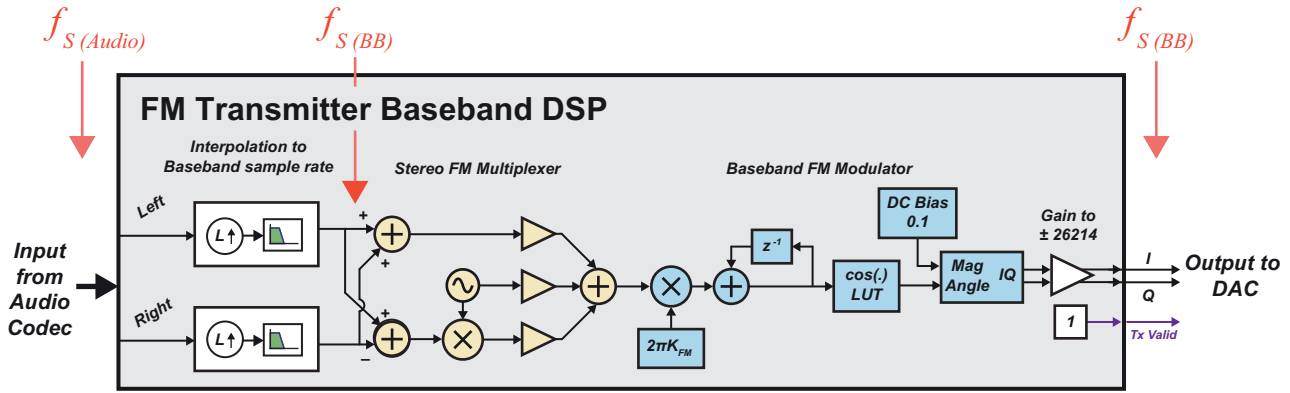 f S (Audio)
f S (BB)
f S (BB)
FM Transmitter Baseband DSP
Interpolation to
Baseband sample rate
Stereo FM Multiplexer
Baseband FM Modulator
Left
L↑
+
+
+
DC Bias
0.1
Gain to
± 26214
z⁻¹
Input
from
Audio
Codec
+
+
cos(.)
LUT
Mag
Angle
IQ
I
Q
Output to
DAC
Right
L↑
+
+
−
×
×
2πK_FM
1
Tx Valid